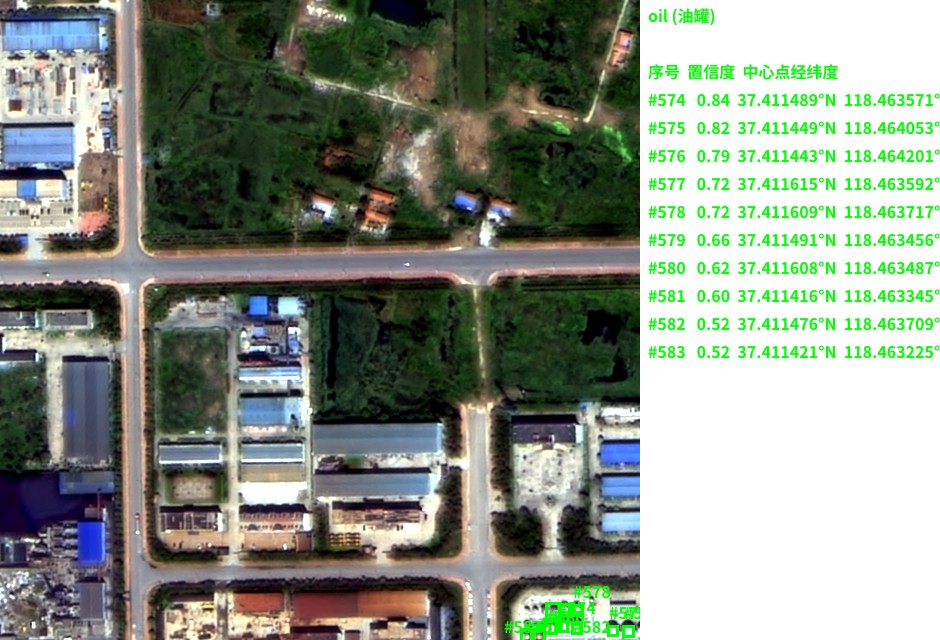 oil (油罐)
序号 置信度 中心点经纬度
#574 0.84 37.411489°N 118.463571°
#575 0.82 37.411449°N 118.464053°
#576 0.79 37.411443°N 118.464201°
#577 0.72 37.411615°N 118.463592°
#578 0.72 37.411609°N 118.463717°
#579 0.66 37.411491°N 118.463456°
#580 0.62 37.411608°N 118.463487°
#581 0.60 37.411416°N 118.463345°
#582 0.52 37.411476°N 118.463709°
#583 0.52 37.411421°N 118.463225°
#578